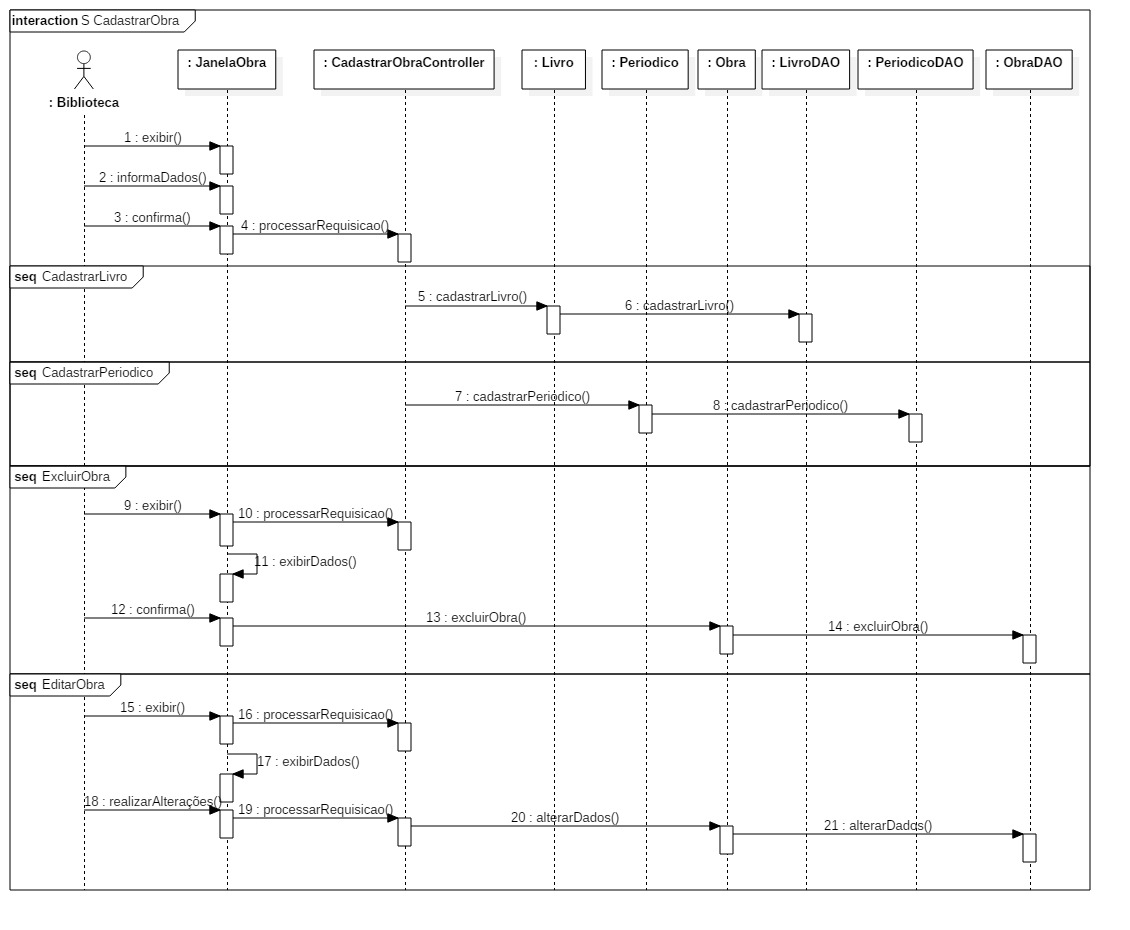 interaction S CadastrarObra
: Biblioteca
: JanelaObra
: CadastrarObraController
: Livro
: Periodico
: Obra
: LivroDAO
: PeriodicoDAO
: ObraDAO
1 : exibir()
2 : informaDados()
3 : confirma()
4 : processarRequisicao()
seq CadastrarLivro
5 : cadastrarLivro()
6 : cadastrarLivro()
seq CadastrarPeriodico
7 : cadastrarPeriodico()
8 : cadastrarPeriodico()
seq ExcluirObra
9 : exibir()
10 : processarRequisicao()
11 : exibirDados()
12 : confirma()
13 : excluirObra()
14 : excluirObra()
seq EditarObra
15 : exibir()
16 : processarRequisicao()
17 : exibirDados()
18 : realizarAlterações()
19 : processarRequisicao()
20 : alterarDados()
21 : alterarDados()